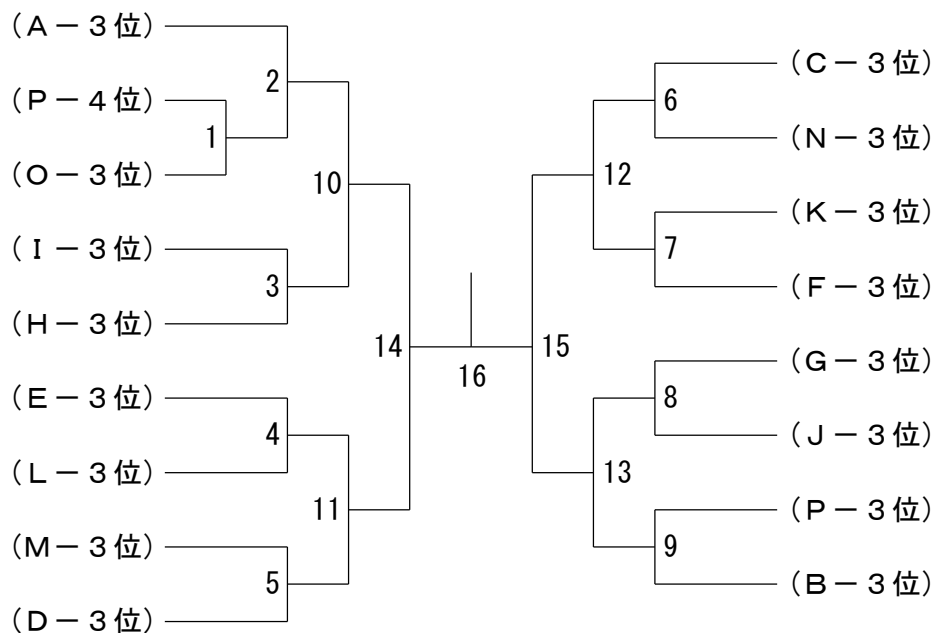 (A－3位)
(P－4位)
(O－3位)
(I－3位)
(H－3位)
(E－3位)
(L－3位)
(M－3位)
(D－3位)
1
2
3
4
5
10
11
14
16
15
12
13
6
7
8
9
(C－3位)
(N－3位)
(K－3位)
(F－3位)
(G－3位)
(J－3位)
(P－3位)
(B－3位)